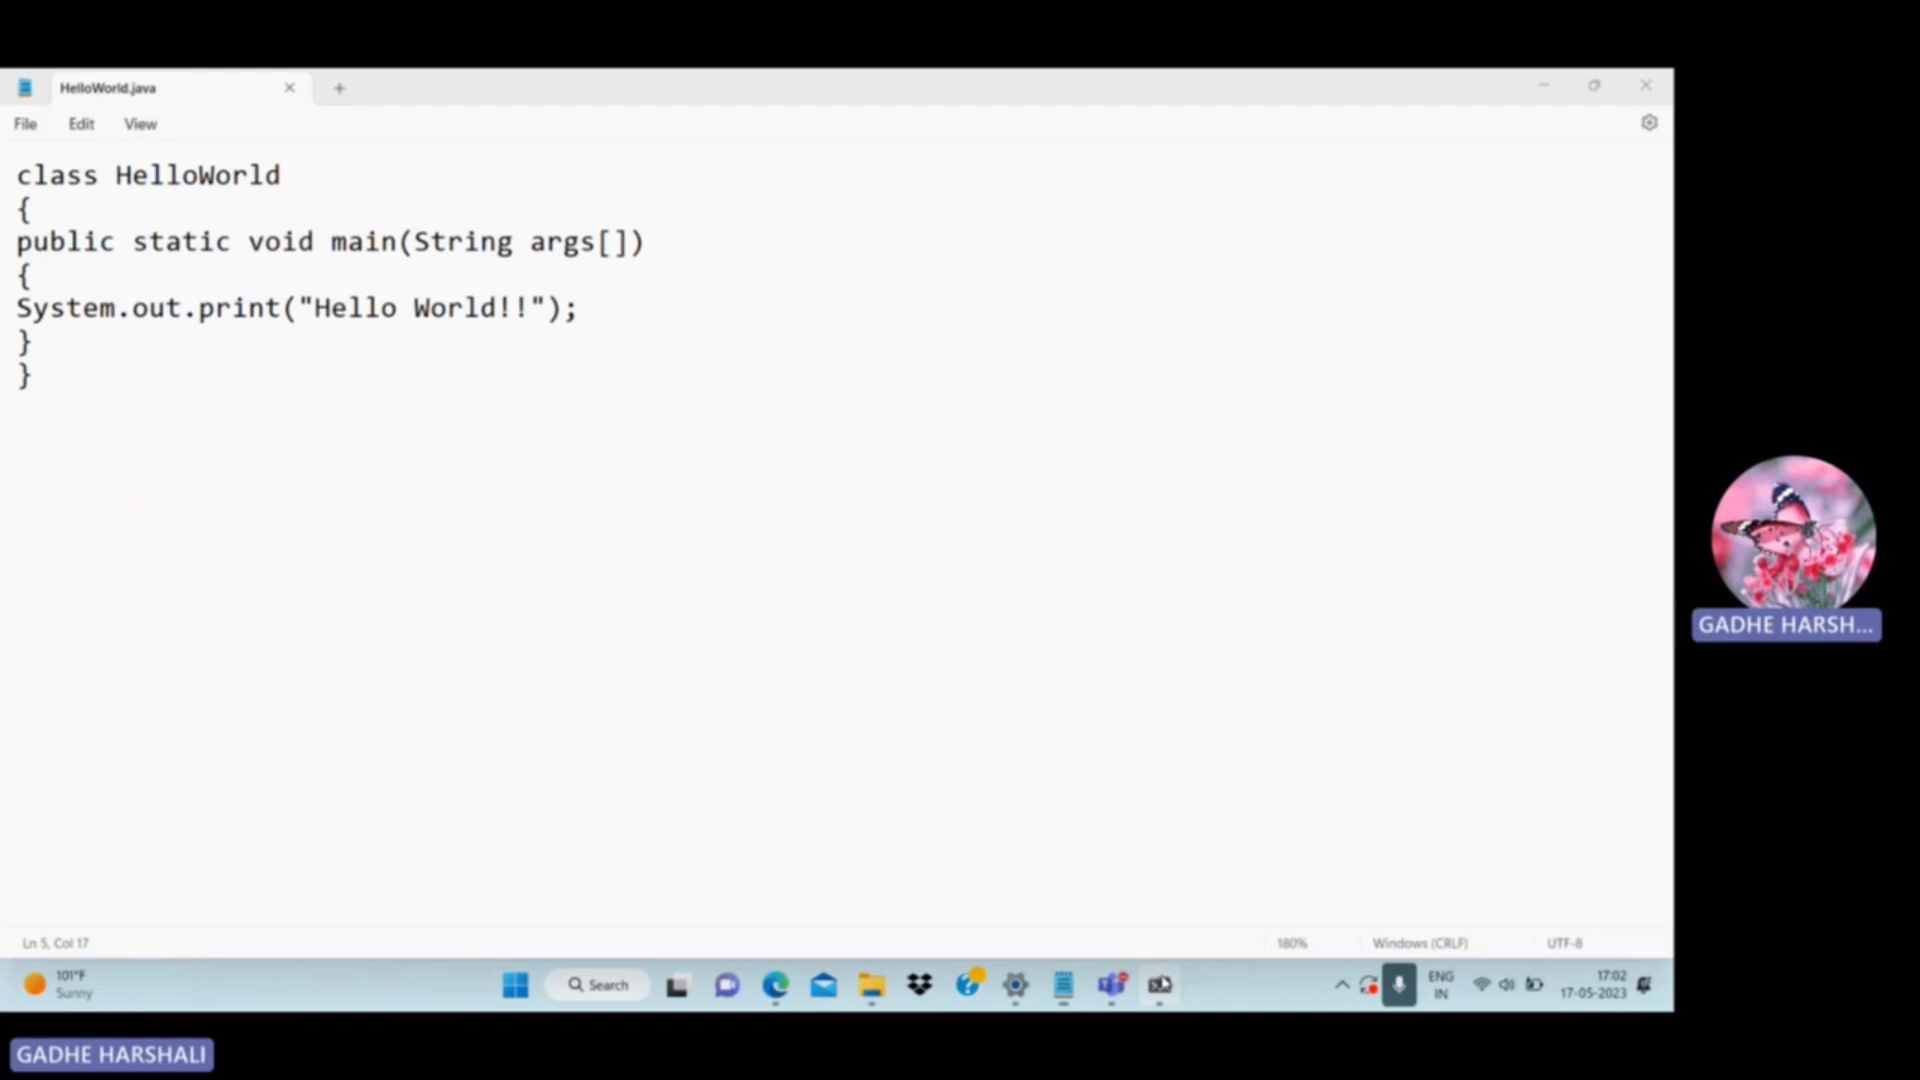 HelloWorld.java
File Edit View
class HelloWorld
{
public static void main(String args[])
{
System.out.print("Hello World!!");
}
}
GADHE HARSH...
Ln 5, Col 17 180% Windows (CRLF) UTF-8
101°F
Sunny
Search
ENG
IN
17:02
17-05-2023
GADHE HARSHALI